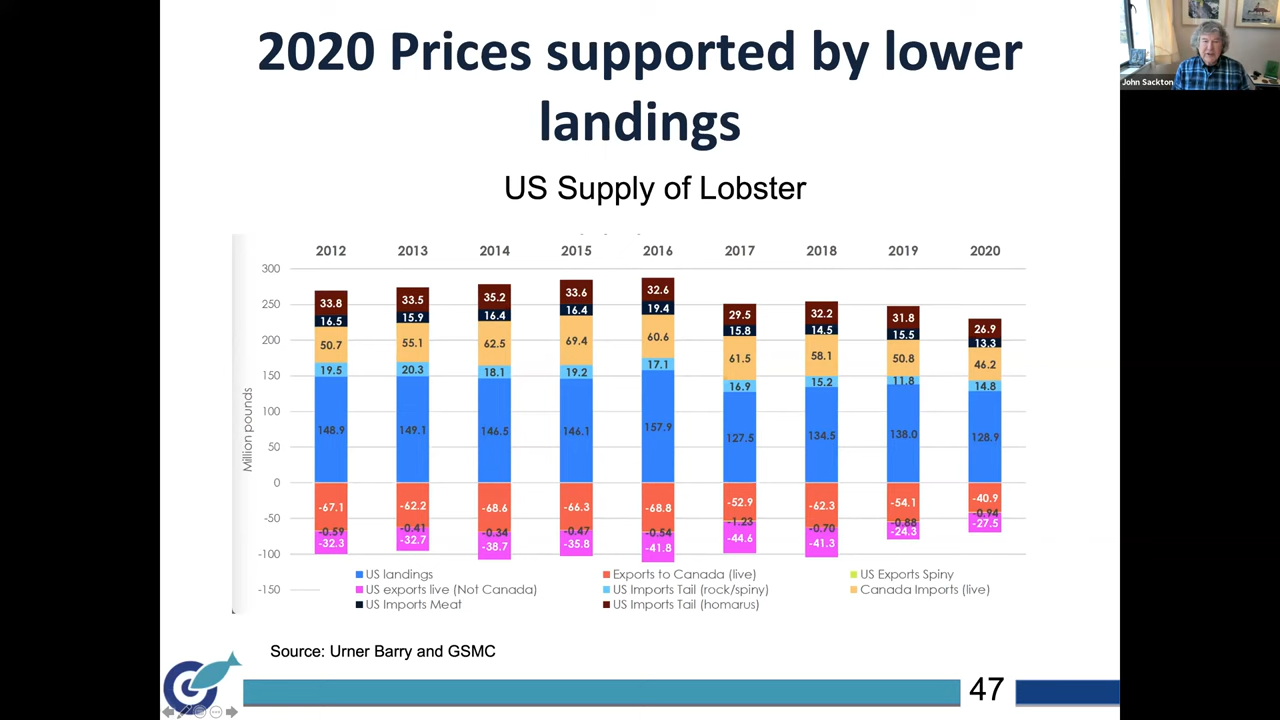 2020 Prices supported by lower
landings
John Sackton
US Supply of Lobster
2012 2013 2014 2015 2016 2017 2018 2019 2020
300
250
200
150
100
50
0
-50
-100
-150
Million pounds
33.8 33.5 35.2 33.6 32.6 29.5 32.2 31.8 26.9
16.5 15.9 16.4 16.4 19.4 15.8 14.5 15.5 13.3
50.7 55.1 62.5 69.4 60.6 61.5 58.1 50.8 46.2
19.5 20.3 18.1 19.2 17.1 16.9 15.2 11.8 14.8
148.9 149.1 146.5 146.1 157.9 127.5 134.5 138.0 128.9
-67.1 -62.2 -68.6 -66.3 -68.8 -52.9 -62.3 -54.1 -40.9
-0.59 -0.41 -0.34 -0.47 -0.54 -1.23 -0.70 -0.88 -0.94
-32.3 -32.7 -38.7 -35.8 -41.8 -44.6 -41.3 -24.3 -27.5
US landings Exports to Canada (live) US Exports Spiny
US exports live (Not Canada) US Imports Tail (rock/spiny) Canada Imports (live)
US Imports Meat US Imports Tail (homarus)
Source: Urner Barry and GSMC
47